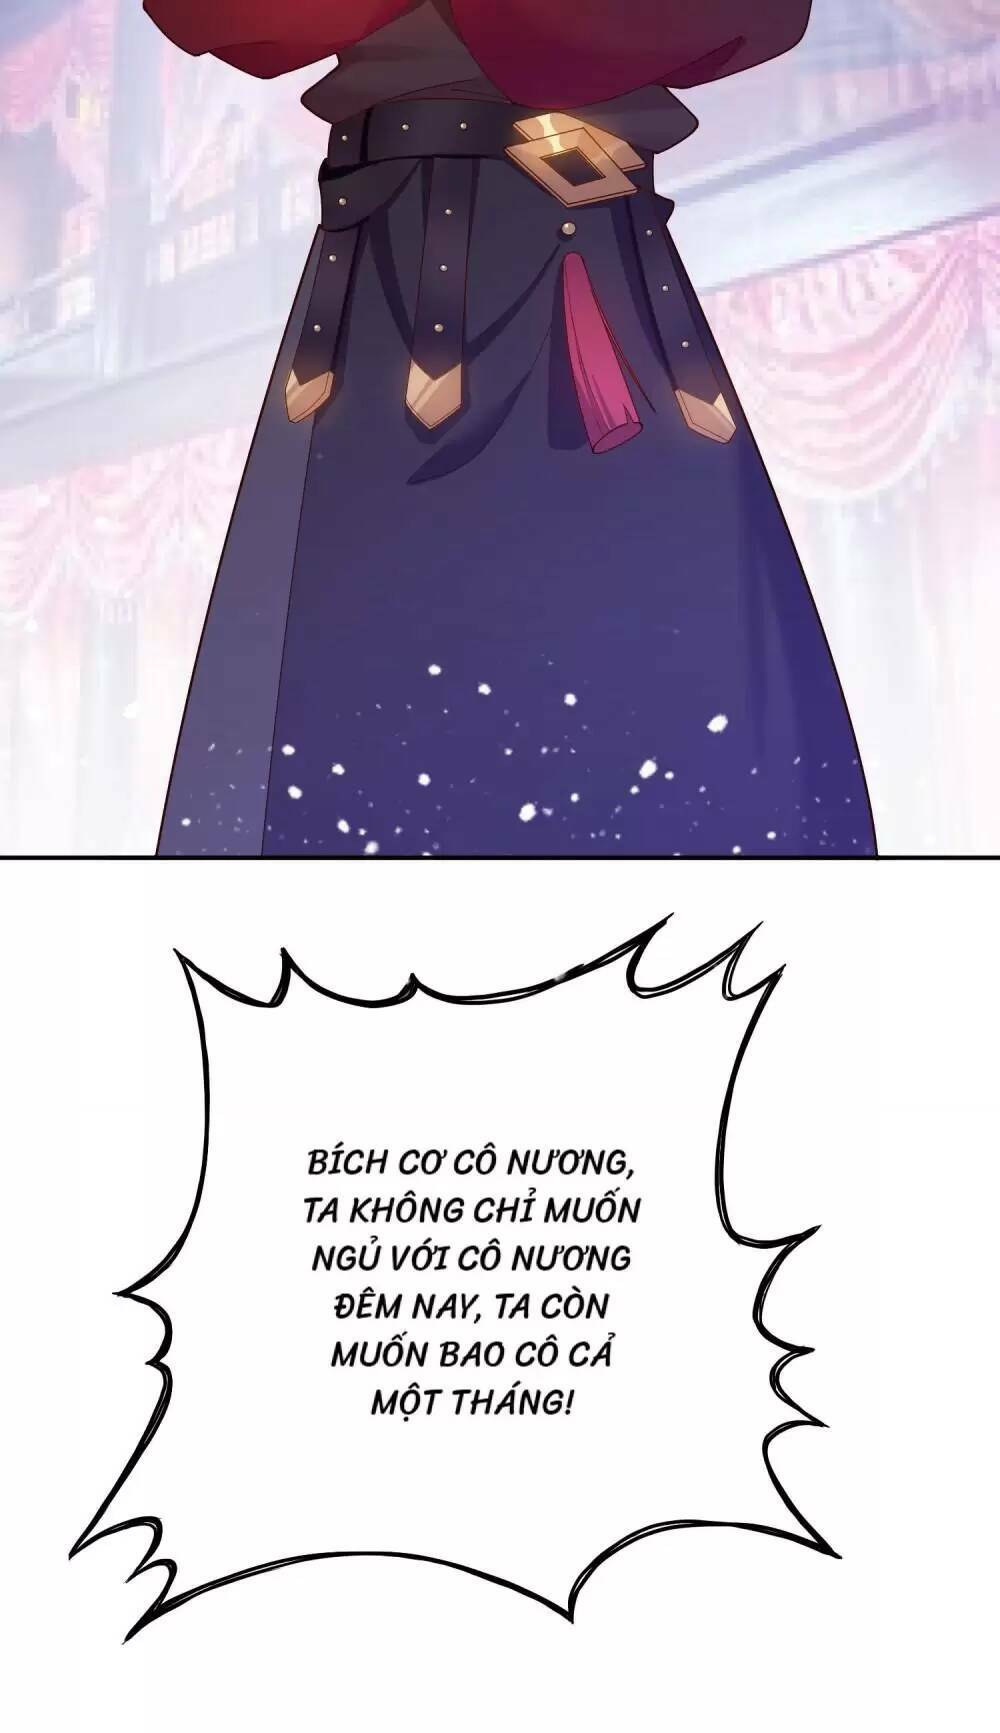 BÍCH CƠ CÔ NƯƠNG,
TA KHÔNG CHỈ MUỐN
NGỦ VỚI CÔ NƯƠNG
ĐÊM NAY, TA CÒN
MUỐN BAO CÔ CẢ
MỘT THÁNG!